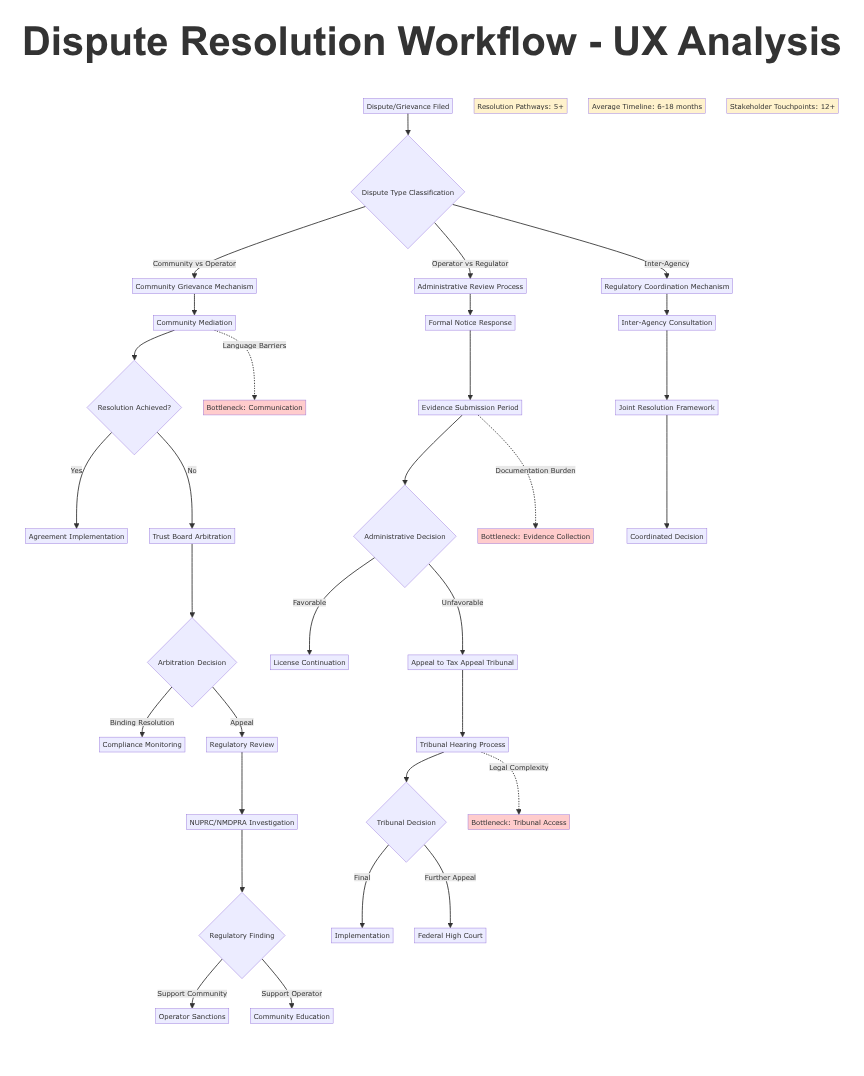 Dispute Resolution Workflow - UX Analysis
Dispute/Grievance Filed
Resolution Pathways: 5+
Average Timeline: 6-18 months
Stakeholder Touchpoints: 12+
Dispute Type Classification
Community vs Operator
Operator vs Regulator
Inter-Agency
Community Grievance Mechanism
Administrative Review Process
Regulatory Coordination Mechanism
Community Mediation
Formal Notice Response
Inter-Agency Consultation
Language Barriers
Resolution Achieved?
Bottleneck: Communication
Evidence Submission Period
Joint Resolution Framework
Yes
No
Documentation Burden
Agreement Implementation
Trust Board Arbitration
Administrative Decision
Bottleneck: Evidence Collection
Coordinated Decision
Favorable
Unfavorable
Arbitration Decision
License Continuation
Appeal to Tax Appeal Tribunal
Binding Resolution
Appeal
Compliance Monitoring
Regulatory Review
Tribunal Hearing Process
Legal Complexity
NUPRC/NMDPRA Investigation
Tribunal Decision
Bottleneck: Tribunal Access
Final
Further Appeal
Regulatory Finding
Implementation
Federal High Court
Support Community
Support Operator
Operator Sanctions
Community Education